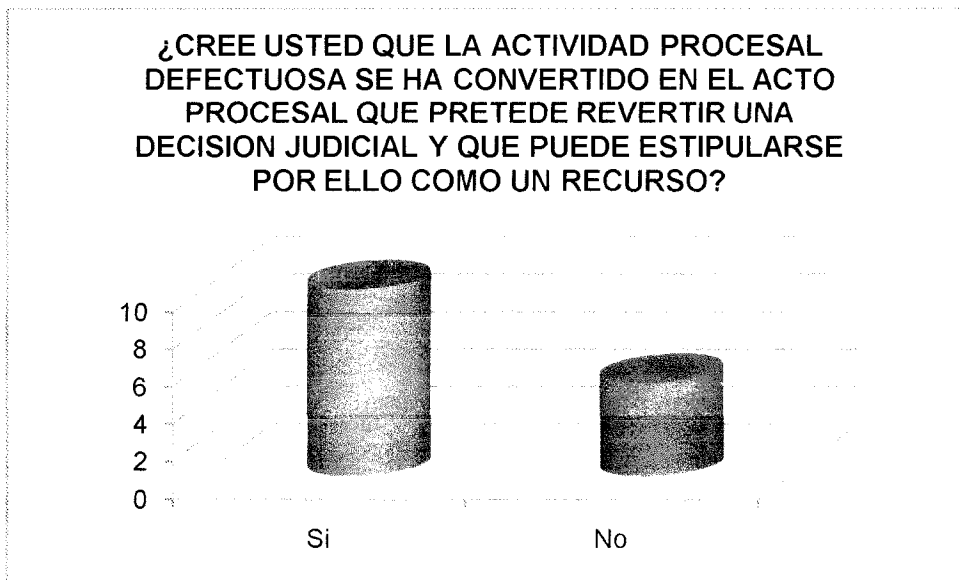 ¿CREE USTED QUE LA ACTIVIDAD PROCESAL
DEFECTUOSA SE HA CONVERTIDO EN EL ACTO
PROCESAL QUE PRETEDE REVERTIR UNA
DECISION JUDICIAL Y QUE PUEDE ESTIPULARSE
POR ELLO COMO UN RECURSO?
10
8
6
4
2
0
Si No